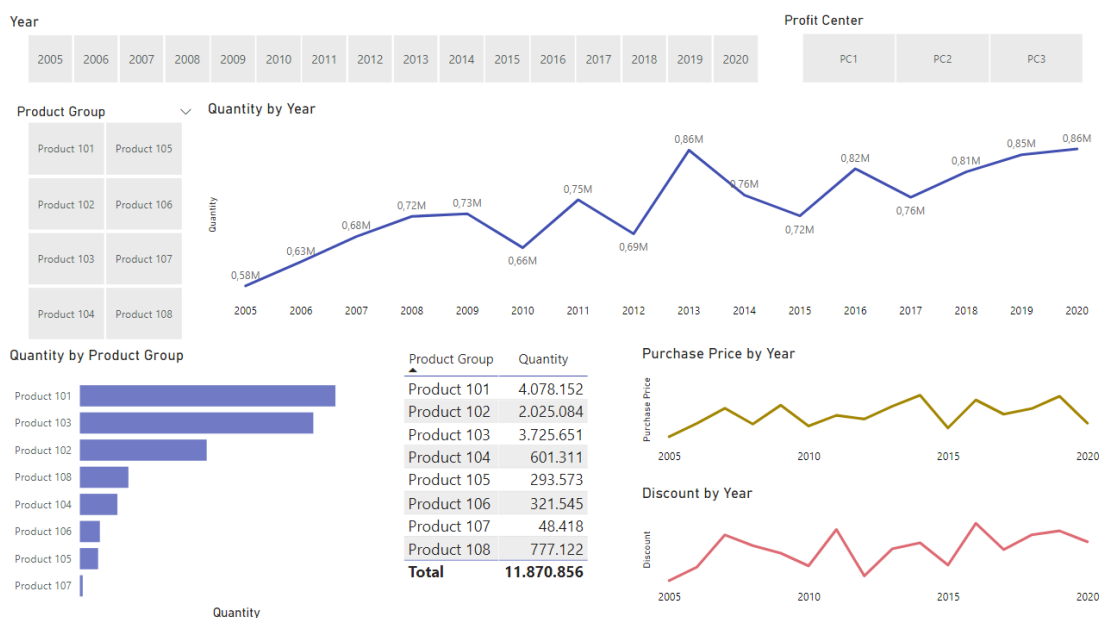 Year
Profit Center
2005 2006 2007 2008 2009 2010 2011 2012 2013 2014 2015 2016 2017 2018 2019 2020
PC1 PC2 PC3
Product Group
Product 101 Product 105
Product 102 Product 106
Product 103 Product 107
Product 104 Product 108
Quantity by Year
Quantity
0,58M 0,63M 0,68M 0,72M 0,73M 0,66M 0,75M 0,69M 0,86M 0,76M 0,72M 0,82M 0,76M 0,81M 0,85M 0,86M
2005 2006 2007 2008 2009 2010 2011 2012 2013 2014 2015 2016 2017 2018 2019 2020
Quantity by Product Group
Product 101
Product 103
Product 102
Product 108
Product 104
Product 106
Product 105
Product 107
Quantity
Product Group Quantity
Product 101 4.078.152
Product 102 2.025.084
Product 103 3.725.651
Product 104 601.311
Product 105 293.573
Product 106 321.545
Product 107 48.418
Product 108 777.122
Total 11.870.856
Purchase Price by Year
Purchase Price
2005 2010 2015 2020
Discount by Year
Discount
2005 2010 2015 2020